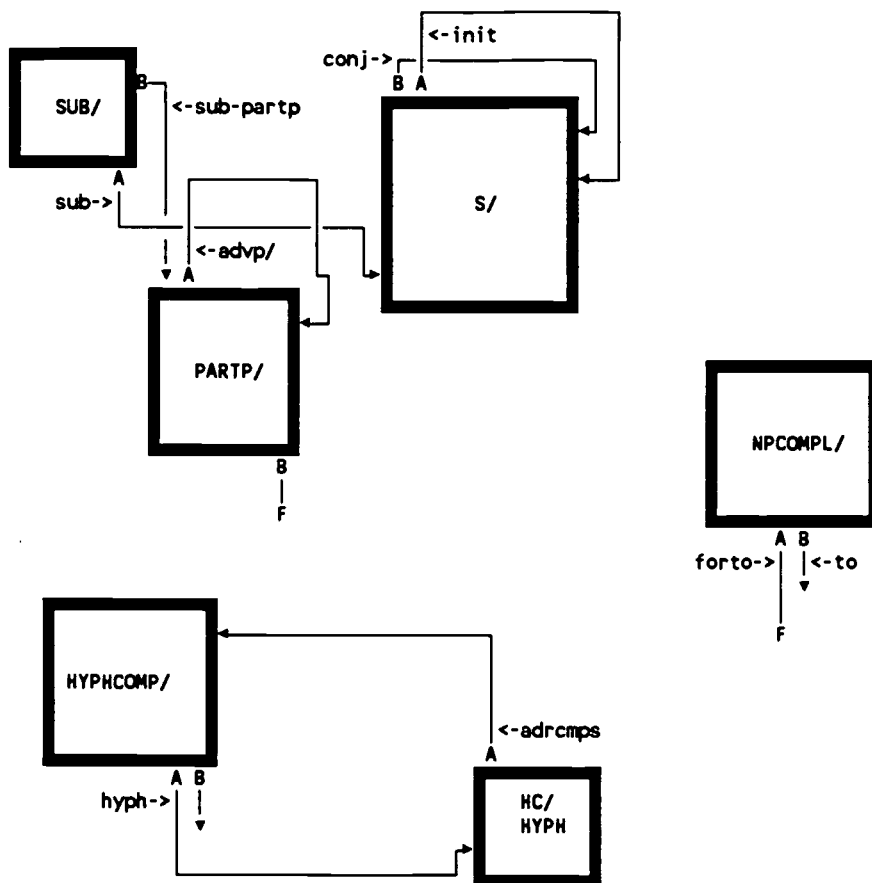 <-init
conj->
B A
B
SUB/
<-sub-partp
A
sub->
S/
<-advp/
A
PARTP/
B
F
NPCOMPL/
A B
forto-> <-to
F
HYPHCOMP/
<-adrcmps
A
A B
hyph->
HC/
HYPH